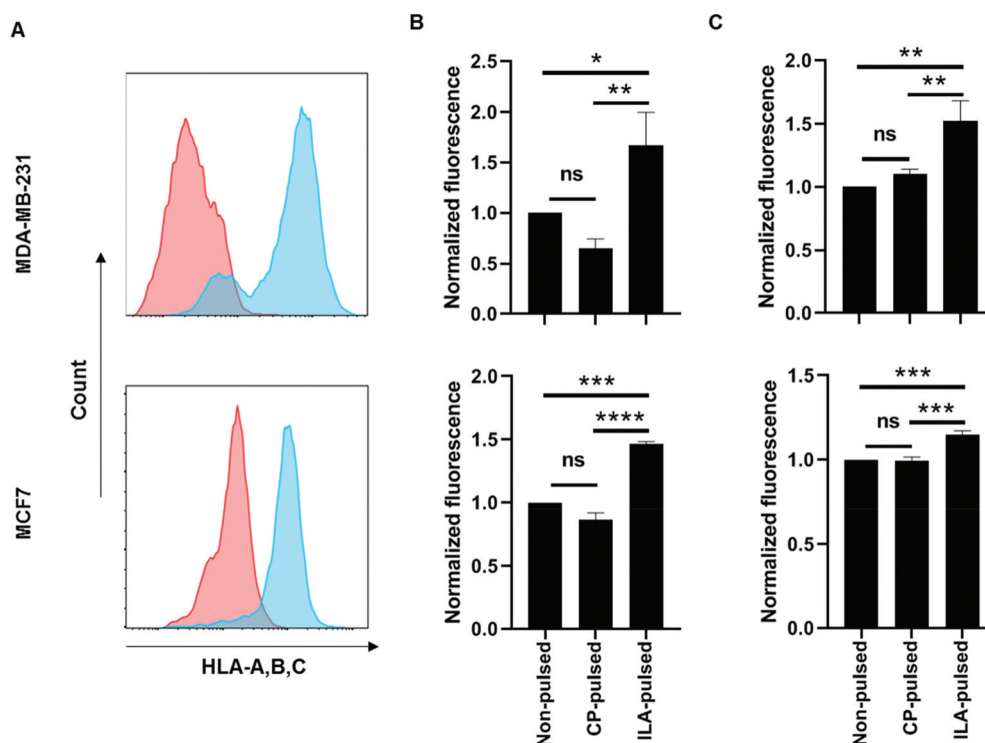 A
MDA-MB-231
Count
MCF7
HLA-A,B,C
B
Normalized fluorescence
2.5
2.0
1.5
1.0
0.5
0.0
*
**
ns
Normalized fluorescence
2.0
1.5
1.0
0.5
0.0
***
****
ns
Non-pulsed
CP-pulsed
ILA-pulsed
C
Normalized fluorescence
2.0
1.5
1.0
0.5
0.0
**
**
ns
Normalized fluorescence
1.5
1.0
0.5
0.0
***
***
ns
Non-pulsed
CP-pulsed
ILA-pulsed